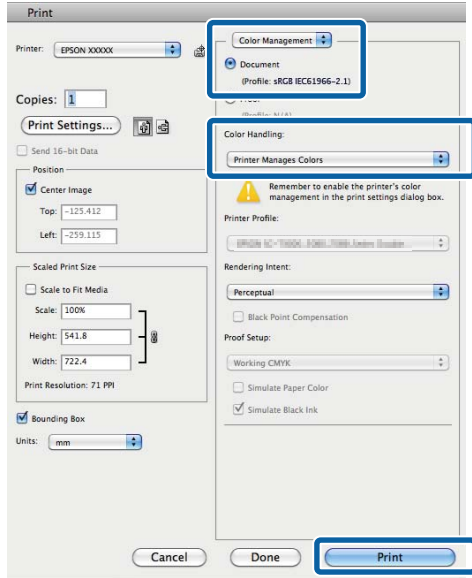 Print
Printer: EPSON XXXXX
Copies: 1
Print Settings...
Send 16-bit Data
Position
Center Image
Top: -125.412
Left: -259.115
Scaled Print Size
Scale to Fit Media
Scale: 100%
Height: 541.8
Width: 722.4
Print Resolution: 71 PPI
Bounding Box
Units: mm
Color Management
Document
(Profile: sRGB IEC61966-2.1)
Color Handling:
Printer Manages Colors
Remember to enable the printer's color
management in the print settings dialog box.
Printer Profile:
Rendering Intent:
Perceptual
Black Point Compensation
Proof Setup:
Working CMYK
Simulate Paper Color
Simulate Black Ink
Cancel
Done
Print